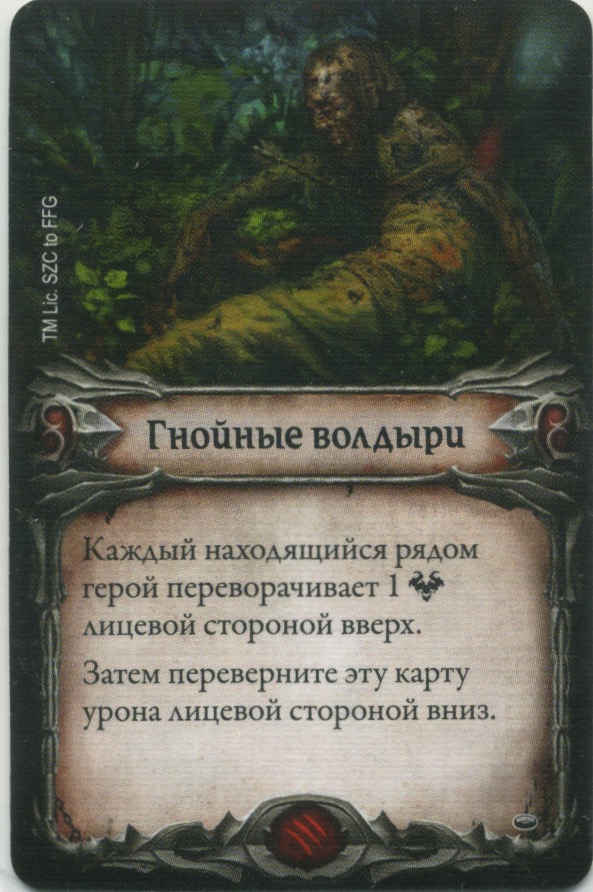 TM Lic. SZC to FFG
Гнойные волдыри
Каждый находящийся рядом
герой переворачивает 1
лицевой стороной вверх.
Затем переверните эту карту
урона лицевой стороной вниз.